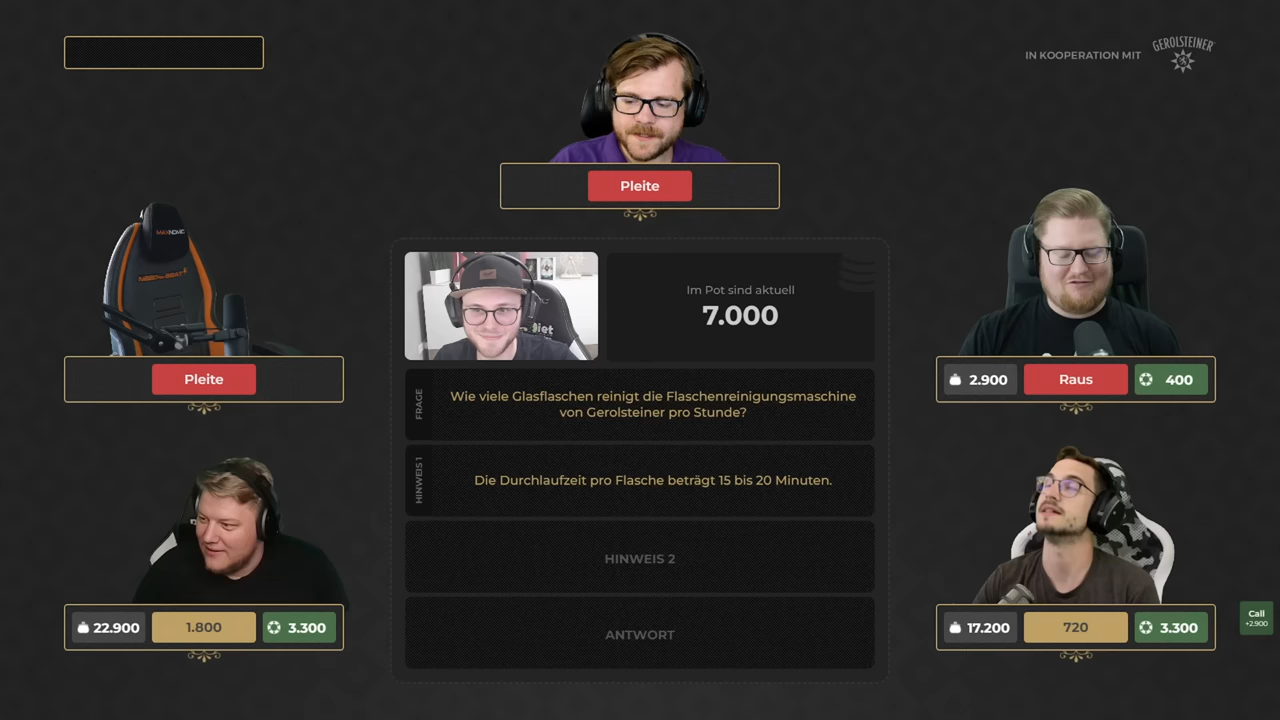 IN KOOPERATION MIT
GEROLSTEINER
Pleite
MAXNOMIC
Pleite
Im Pot sind aktuell
7.000
FRAGE
Wie viele Glasflaschen reinigt die Flaschenreinigungsmaschine
von Gerolsteiner pro Stunde?
2.900
Raus
400
HINWEIS 1
Die Durchlaufzeit pro Flasche beträgt 15 bis 20 Minuten.
HINWEIS 2
ANTWORT
22.900
1.800
3.300
17.200
720
3.300
Call
+2.900